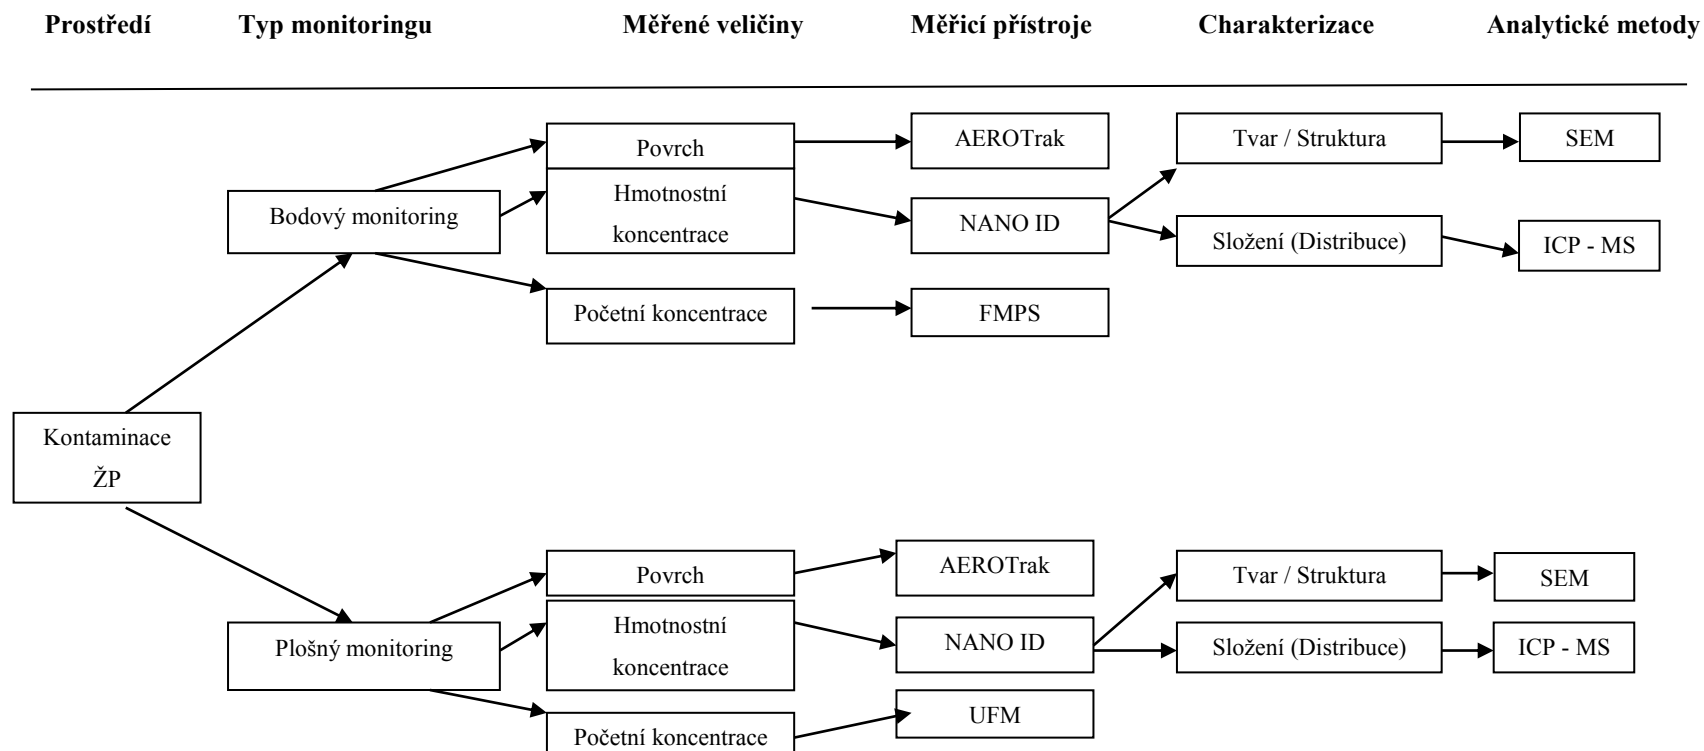 Prostředí Typ monitoringu Měřené veličiny Měřicí přístroje Charakterizace Analytické metody
Povrch AEROTrak Tvar / Struktura SEM
Bodový monitoring
Hmotnostní
koncentrace
NANO ID Složení (Distribuce) ICP - MS
Početní koncentrace FMPS
Kontaminace
ŽP
Povrch AEROTrak Tvar / Struktura SEM
Plošný monitoring
Hmotnostní
koncentrace
NANO ID Složení (Distribuce) ICP - MS
Početní koncentrace UFM